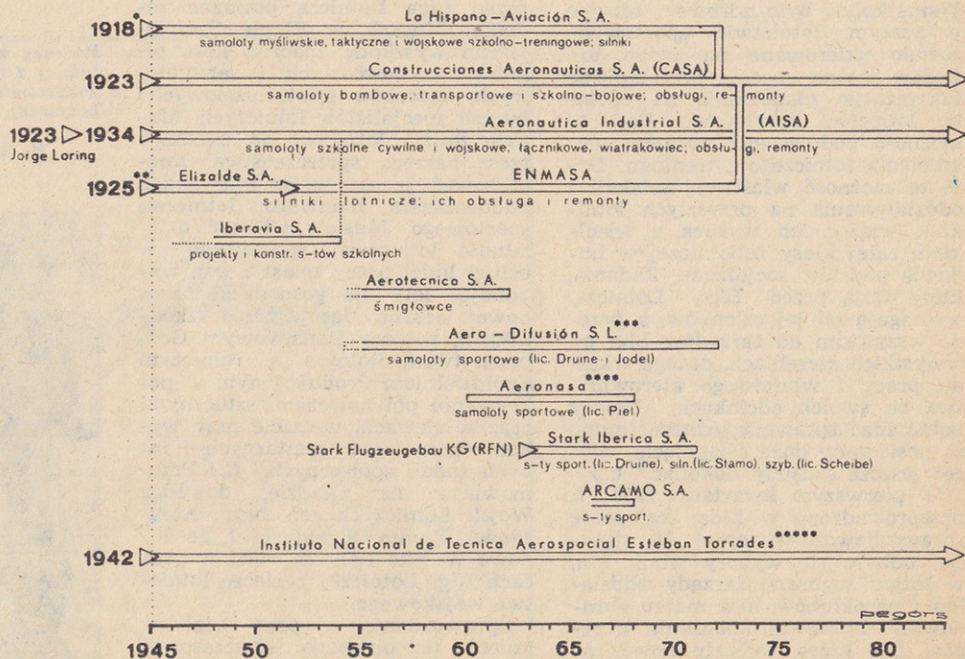 La Hispano–Aviación S. A.
1918*
samoloty myśliwskie, taktyczne i wojskowe szkolno-treningowe; silniki
Construcciones Aeronauticas S. A. (CASA)
1923
samoloty bombowe, transportowe i szkolno-bojowe; obsługi, remonty
Aeronautica Industrial S. A. (AISA)
1923 1934
Jorge Loring
samoloty szkolne cywilne i wojskowe, łącznikowe, wiatrakowiec; obsługi, remonty
Elizalde S.A. ENMASA
1925**
silniki lotnicze; ich obsługa i remonty
Iberavia S. A.
projekty i konstr. s-tów szkolnych
Aerotecnica S. A.
śmigłowce
Aero–Difusión S L.***
samoloty sportowe (lic. Druine i Jodel)
Aeronasa****
samoloty sportowe (lic. Piel)
Stark Flugzeugebau KG (RFN) Stark Iberica S. A.
s-ty sport. (lic. Druine), siln. (lic. Stamo), szyb. (lic. Scheibe)
ARCAMO S.A.
s-ty sport.
Instituto Nacional de Tecnica Aerospacial Esteban Torrades*****
1942
pegors
1945 50 55 60 65 70 75 80